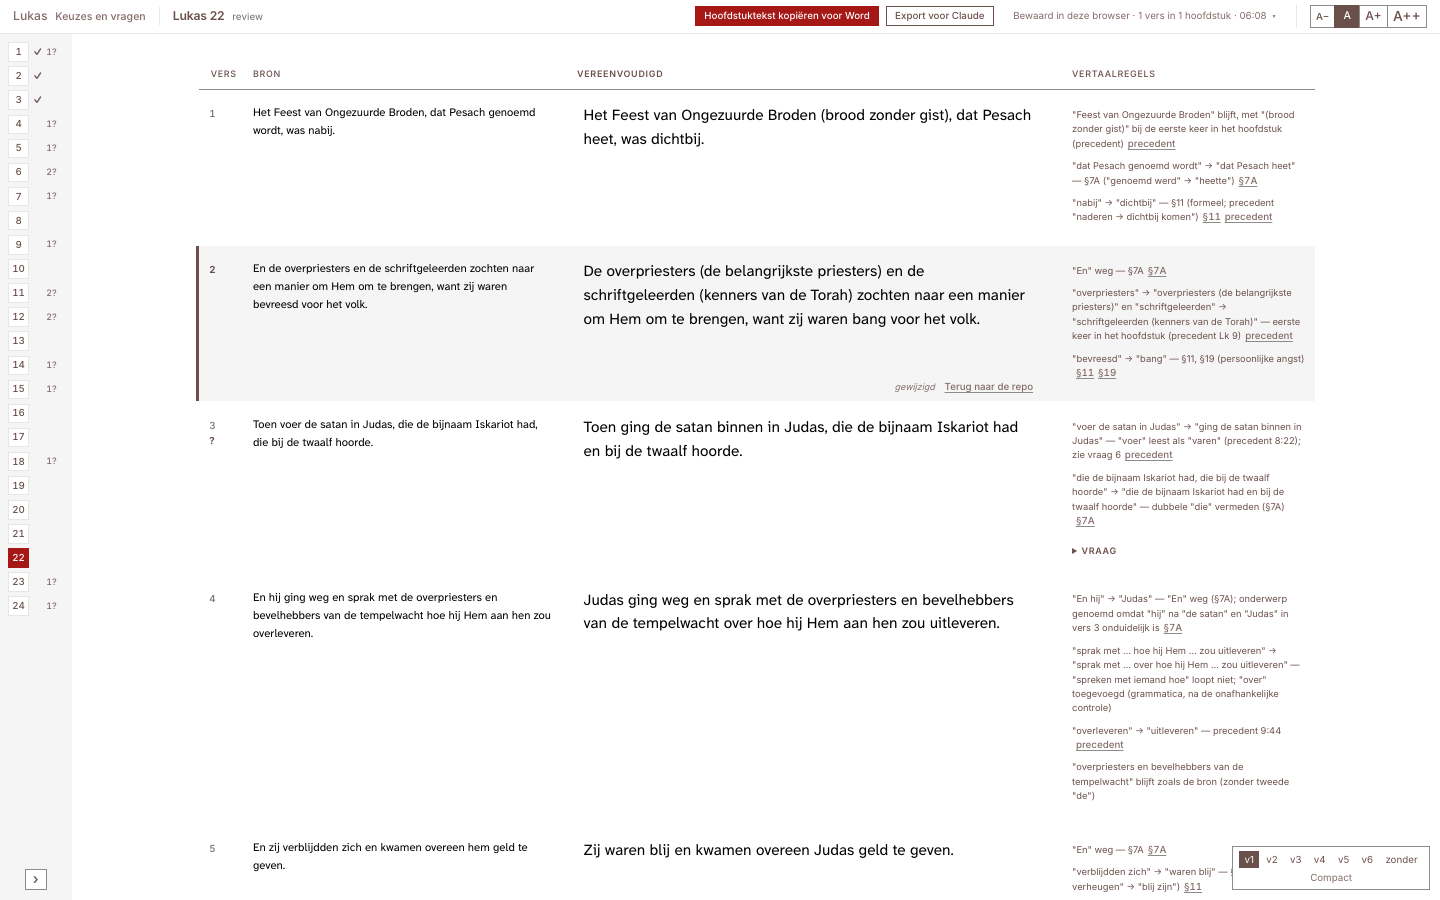 Lukas Keuzes en vragen Lukas 22 review Hoofdstuktekst kopiëren voor Word Export voor Claude Bewaard in deze browser · 1 vers in 1 hoofdstuk · 06:08 • A− A A+ A++
1 ✓ 1?
2 ✓
3 ✓
4 1?
5 1?
6 2?
7 1?
8
9 1?
10
11 2?
12 2?
13
14 1?
15 1?
16
17
18 1?
19
20
21
22
23 1?
24 1?
VERS BRON VEREENVOUDIGD VERTAALREGELS
1
Het Feest van Ongezuurde Broden, dat Pesach genoemd
wordt, was nabij.
Het Feest van Ongezuurde Broden (brood zonder gist), dat Pesach
heet, was dichtbij.
"Feest van Ongezuurde Broden" blijft, met "(brood
zonder gist)" bij de eerste keer in het hoofdstuk
(precedent) precedent
"dat Pesach genoemd wordt" → "dat Pesach heet"
— §7A ("genoemd werd" → "heette") §7A
"nabij" → "dichtbij" — §11 (formeel; precedent
"naderen → dichtbij komen") §11 precedent
2
En de overpriesters en de schriftgeleerden zochten naar
een manier om Hem om te brengen, want zij waren
bevreesd voor het volk.
De overpriesters (de belangrijkste priesters) en de
schriftgeleerden (kenners van de Torah) zochten naar een manier
om Hem om te brengen, want zij waren bang voor het volk.
gewijzigd Terug naar de repo
"En" weg — §7A §7A
"overpriesters" → "overpriesters (de belangrijkste
priesters)" en "schriftgeleerden" →
"schriftgeleerden (kenners van de Torah)" — eerste
keer in het hoofdstuk (precedent Lk 9) precedent
"bevreesd" → "bang" — §11, §19 (persoonlijke angst)
§11 §19
3
?
Toen voer de satan in Judas, die de bijnaam Iskariot had,
die bij de twaalf hoorde.
Toen ging de satan binnen in Judas, die de bijnaam Iskariot had
en bij de twaalf hoorde.
"voer de satan in Judas" → "ging de satan binnen in
Judas" — "voer" leest als "varen" (precedent 8:22);
zie vraag 6 precedent
"die de bijnaam Iskariot had, die bij de twaalf
hoorde" → "die de bijnaam Iskariot had en bij de
twaalf hoorde" — dubbele "die" vermeden (§7A)
§7A
▶ VRAAG
4
En hij ging weg en sprak met de overpriesters en
bevelhebbers van de tempelwacht hoe hij Hem aan hen zou
overleveren.
Judas ging weg en sprak met de overpriesters en bevelhebbers
van de tempelwacht over hoe hij Hem aan hen zou uitleveren.
"En hij" → "Judas" — "En" weg (§7A); onderwerp
genoemd omdat "hij" na "de satan" en "Judas" in
vers 3 onduidelijk is §7A
"sprak met ... hoe hij Hem ... zou uitleveren" →
"sprak met ... over hoe hij Hem ... zou uitleveren" —
"spreken met iemand hoe" loopt niet; "over"
toegevoegd (grammatica, na de onafhankelijke
controle)
"overleveren" → "uitleveren" — precedent 9:44
precedent
"overpriesters en bevelhebbers van de
tempelwacht" blijft zoals de bron (zonder tweede
"de")
5
En zij verblijdden zich en kwamen overeen hem geld te
geven.
Zij waren blij en kwamen overeen Judas geld te geven.
"En" weg — §7A §7A
"verblijdden zich" → "waren blij" —
verheugen" → "blij zijn") §11
›
v1 v2 v3 v4 v5 v6 zonder
Compact